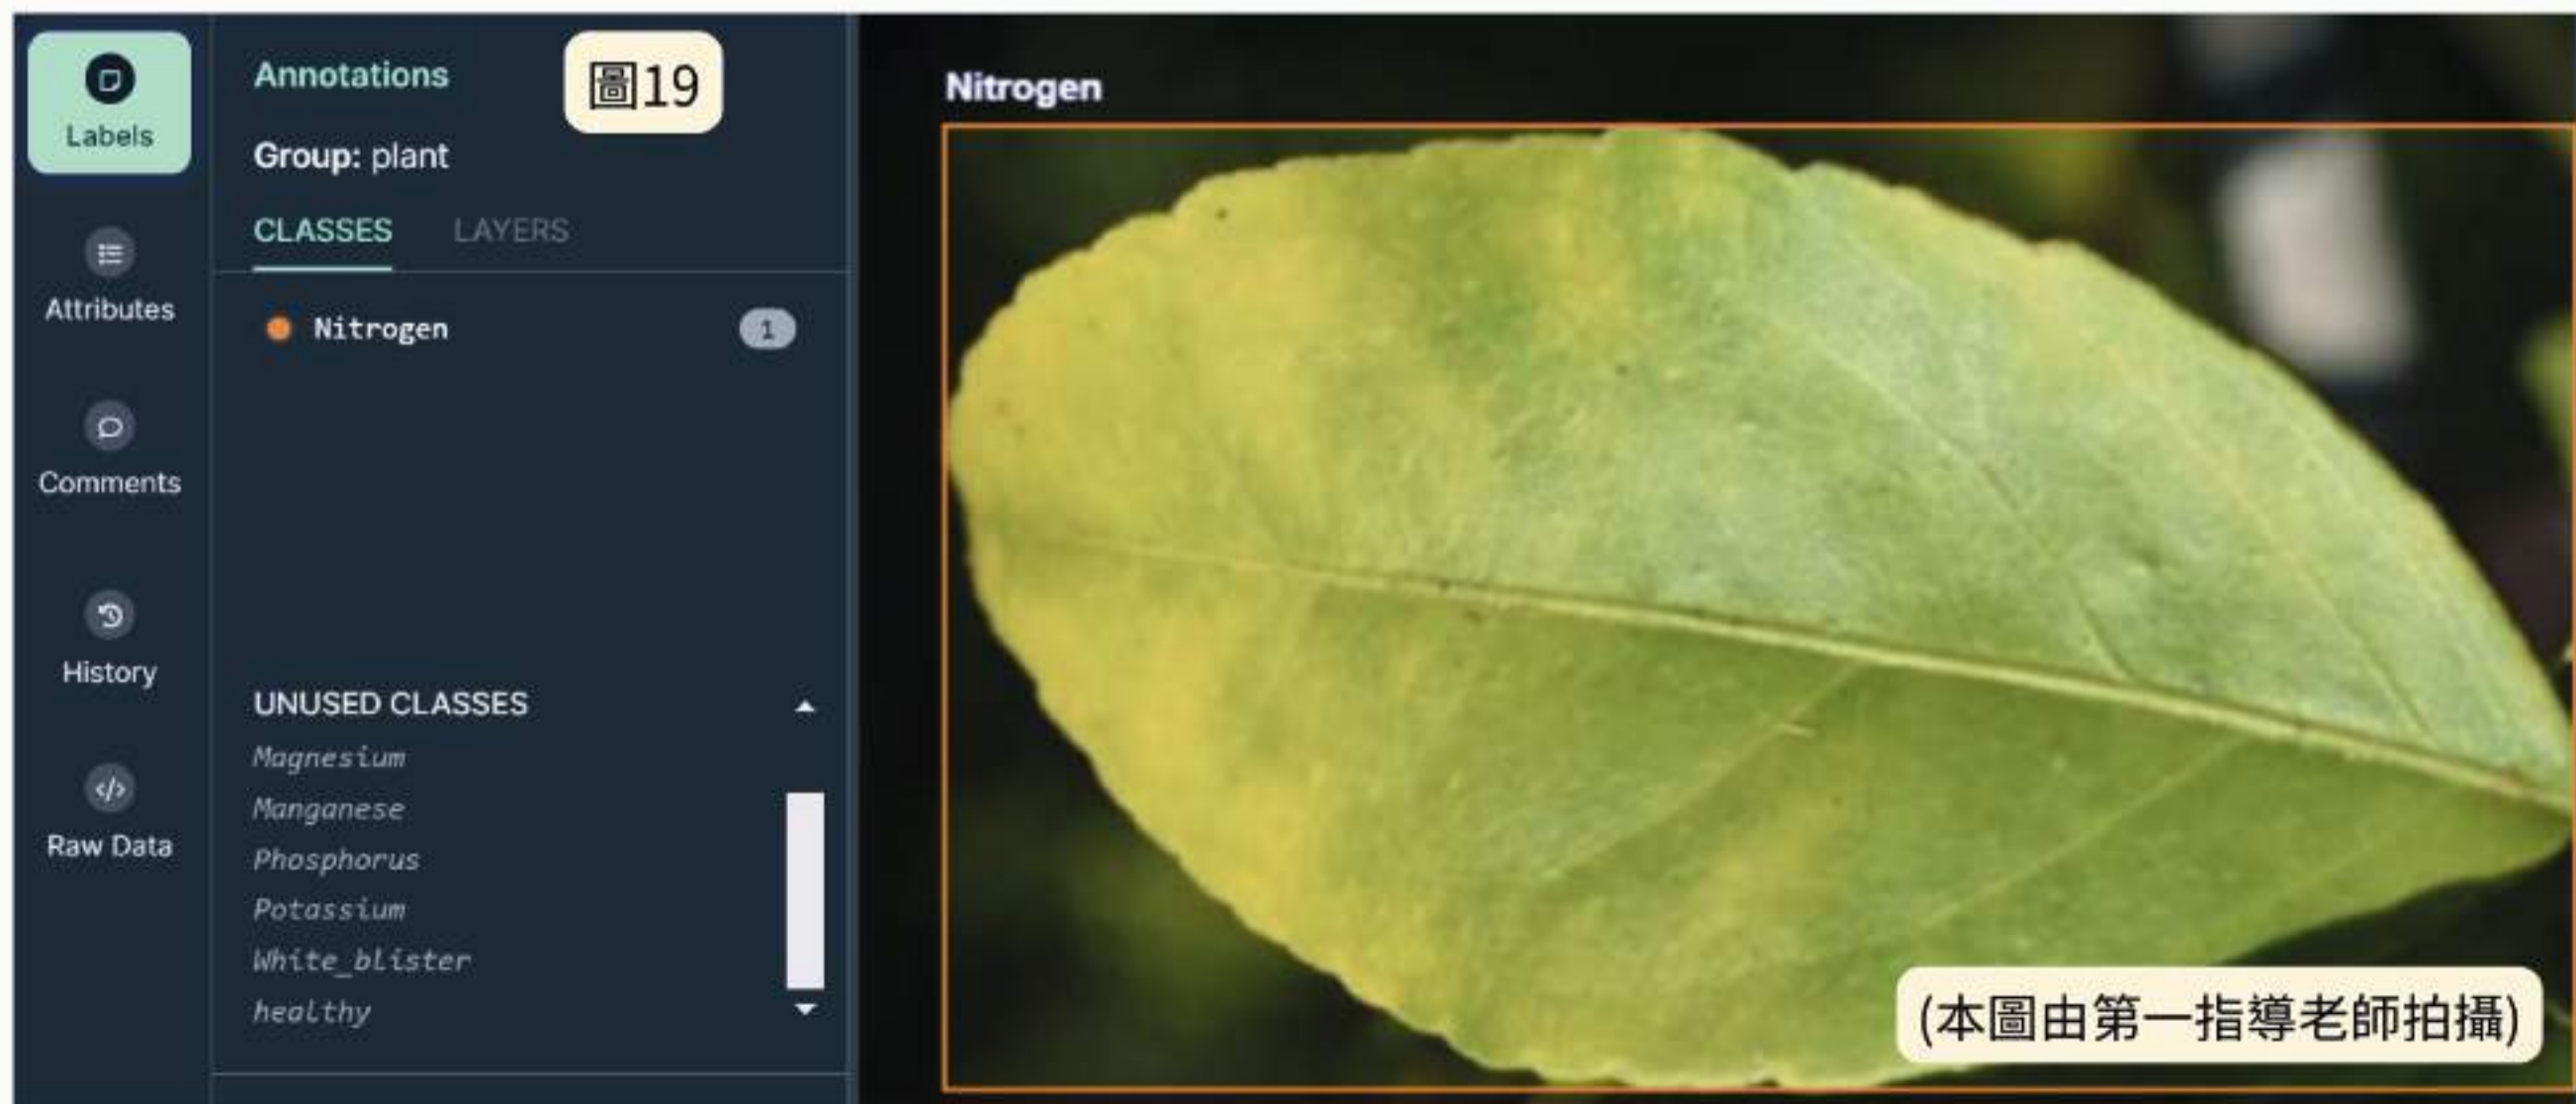 Labels
Attributes
Comments
History
Raw Data
Annotations
圖19
Group: plant
CLASSES LAYERS
Nitrogen 1
UNUSED CLASSES
Magnesium
Manganese
Phosphorus
Potassium
White_blister
healthy
Nitrogen
(本圖由第一指導老師拍攝)